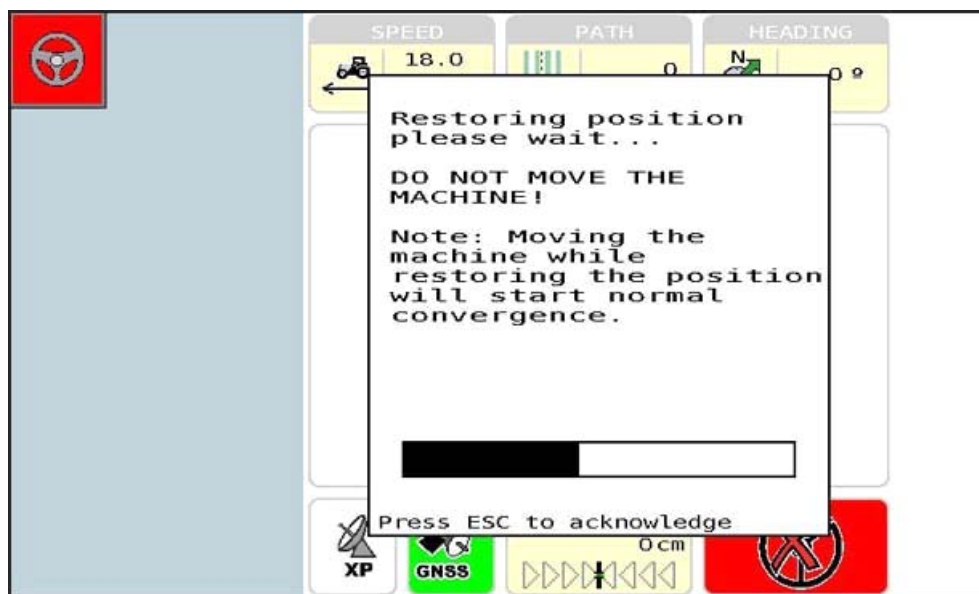 SPEED PATH HEADING
18.0 0 N 0 º
Restoring position
please wait...
DO NOT MOVE THE
MACHINE!
Note: Moving the
machine while
restoring the position
will start normal
convergence.
Press ESC to acknowledge
XP GNSS 0 cm